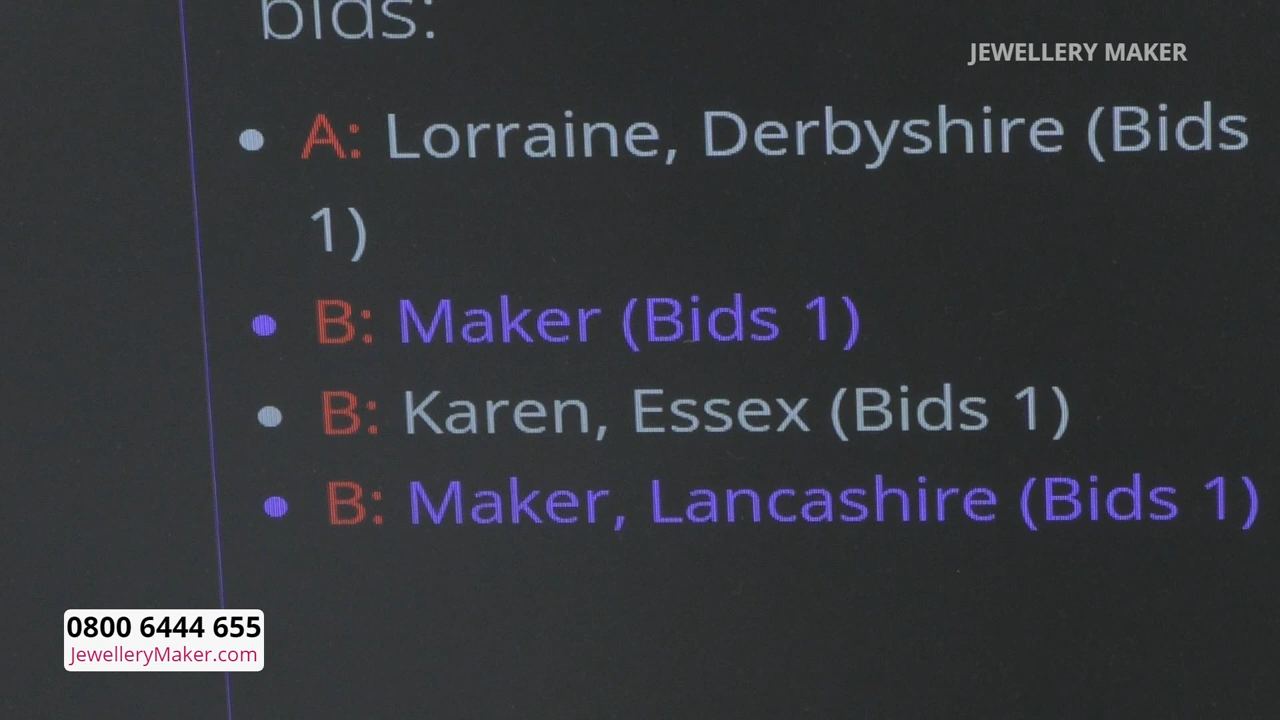 bids:
JEWELLERY MAKER
• A: Lorraine, Derbyshire (Bids
1)
• B: Maker (Bids 1)
• B: Karen, Essex (Bids 1)
• B: Maker, Lancashire (Bids 1)
0800 6444 655
JewelleryMaker.com